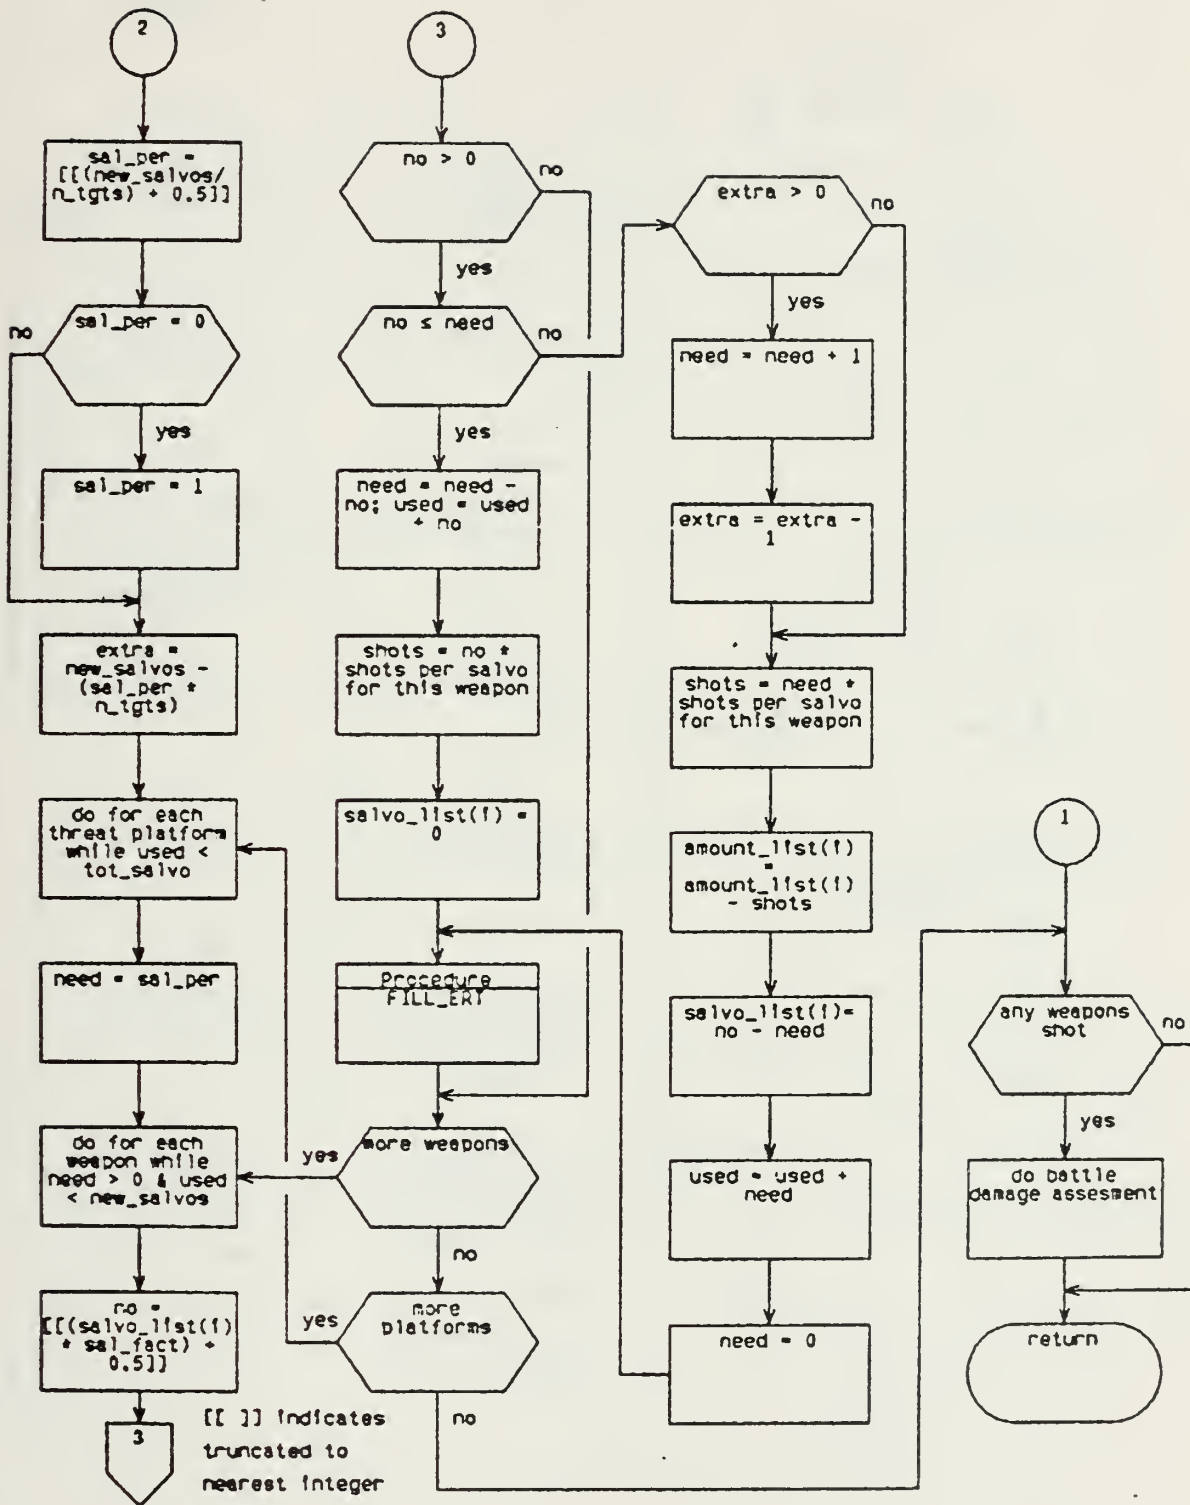 2
sal_per =
[[(new_salvos/
n_tgts) + 0.5]]
sal_per = 0
no
yes
sal_per = 1
extra =
new_salvos -
(sal_per *
n_tgts)
do for each
threat platform
while used <
tot_salvo
need = sal_per
do for each
weapon while
need > 0 & used
< new_salvos
no =
[[(salvo_list(i)
* sal_fact) +
0.5]]
3
[[ ]] indicates
truncated to
nearest integer
3
no > 0
no
yes
no ≤ need
no
yes
need = need -
no; used = used
+ no
shots = no *
shots per salvo
for this weapon
salvo_list(i) =
0
Procedure
FILL_ERT
more weapons
yes
no
more
platforms
yes
no
extra > 0
no
yes
need = need + 1
extra = extra -
1
shots = need *
shots per salvo
for this weapon
amount_list(i)
=
amount_list(i)
- shots
salvo_list(i)=
no - need
used = used +
need
need = 0
1
any weapons
shot
no
yes
do battle
damage assesment
return